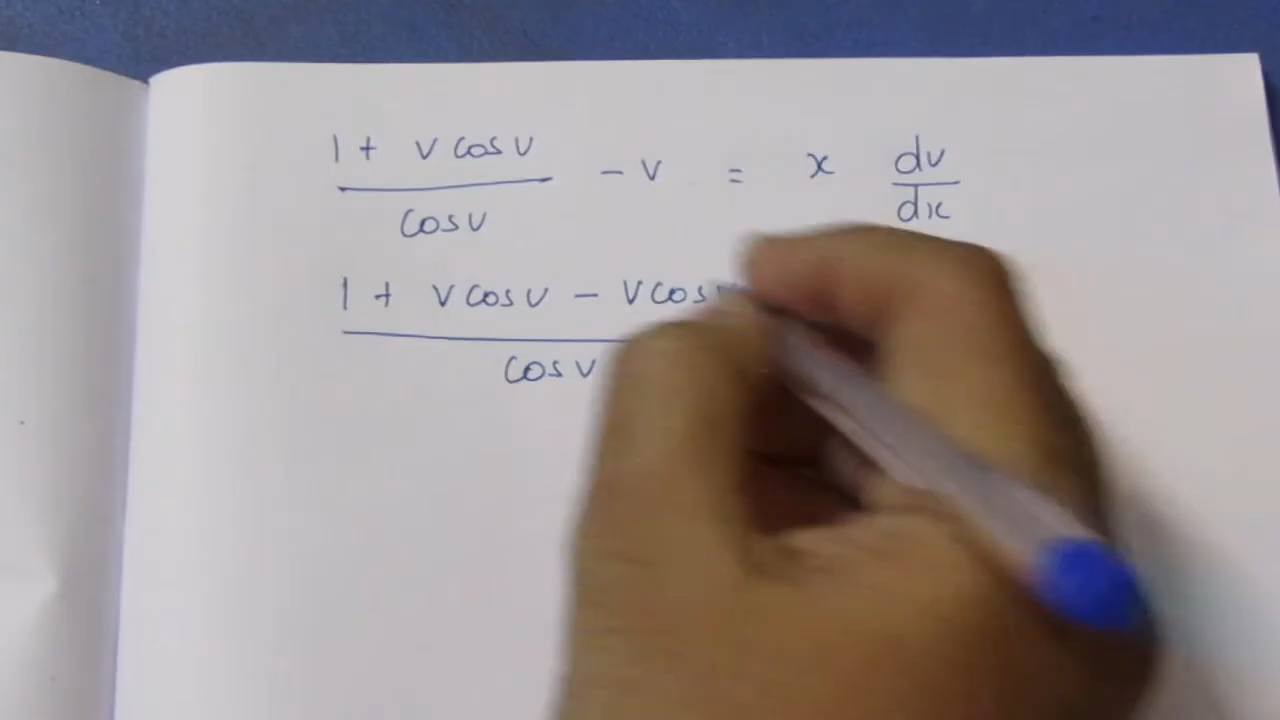 1 + v cos v / cos v - v = x dv/dx
1 + v cos v - v cos / cos v